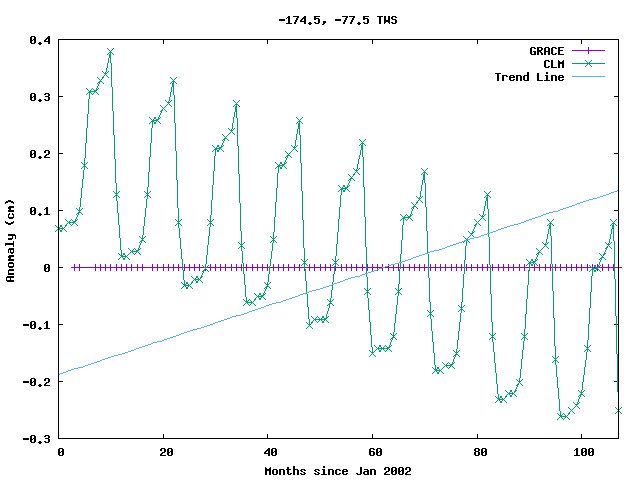 -174.5, -77.5 TWS
GRACE
CLM
Trend Line
0.4
0.3
0.2
0.1
0
-0.1
-0.2
-0.3
Anomaly (cm)
0 20 40 60 80 100
Months since Jan 2002